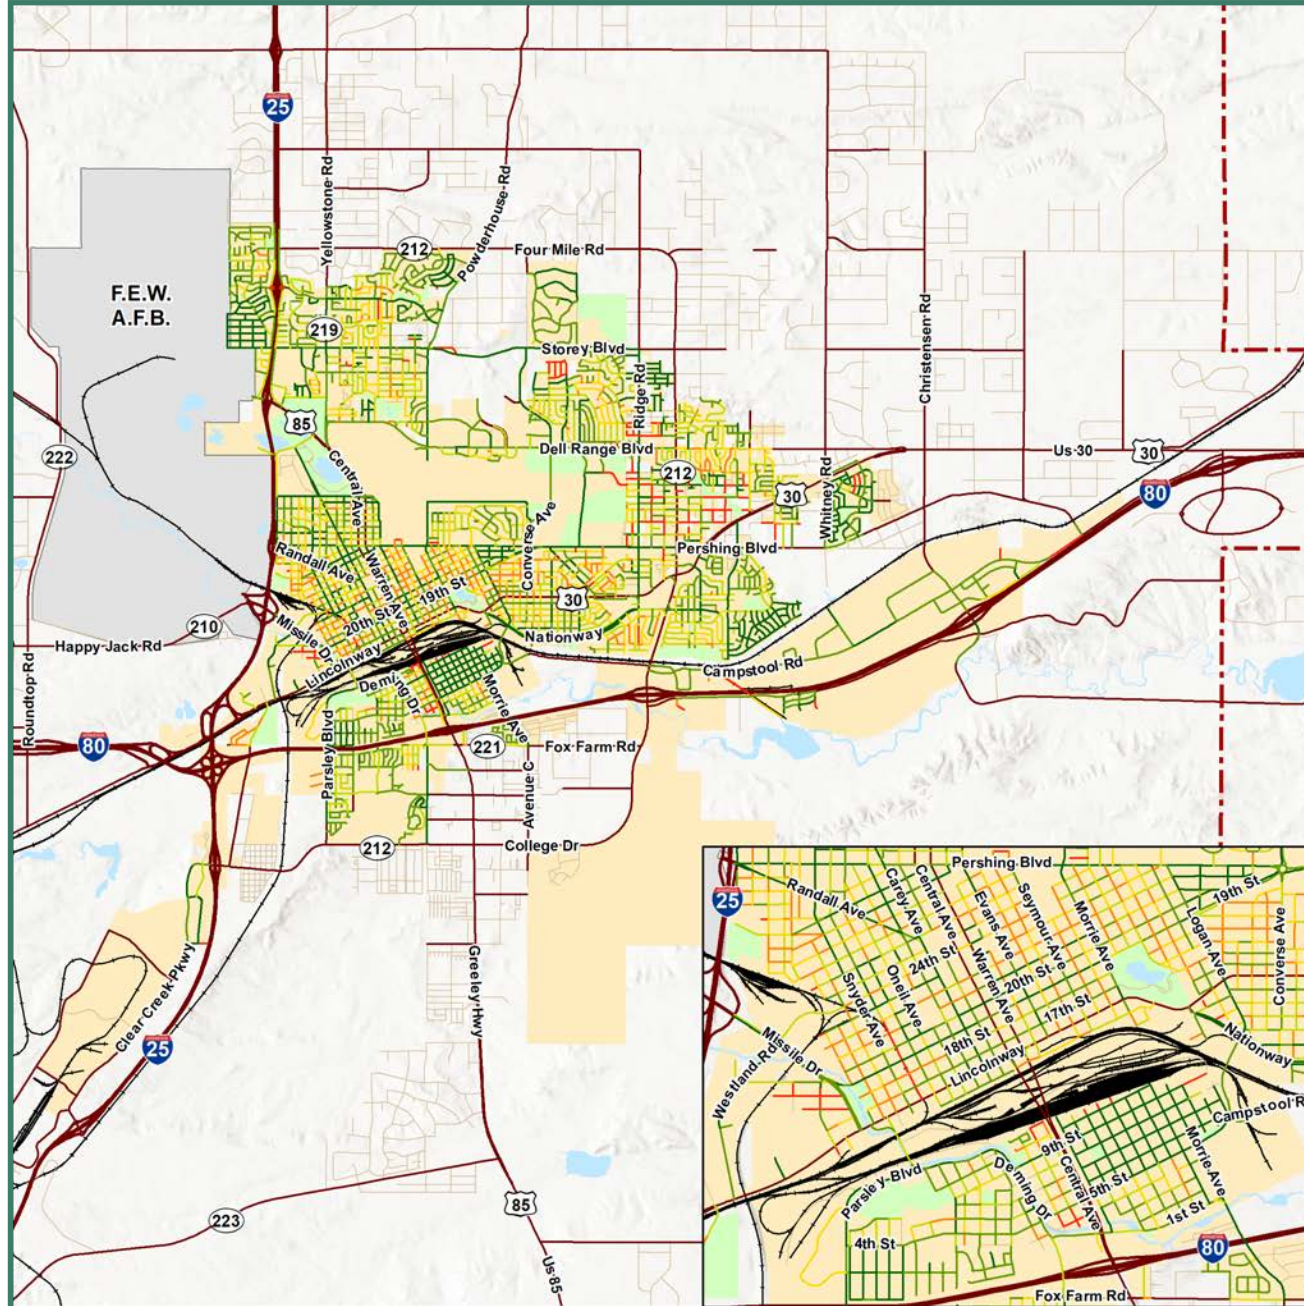 25
Yellowstone Rd
Powderhouse Rd
212
Four Mile Rd
F.E.W.
A.F.B.
Christensen Rd
219
Storey Blvd
Ridge Rd
85
222
Central Ave
Dell Range Blvd
212
Us 30
30
Whitney Rd
30
80
Converse Ave
Randall Ave
Warren Ave
19th St
Pershing Blvd
20th St
30
210
Missile Dr
Nationway
Happy Jack Rd
Lincolnway
Roundtop Rd
Deming Dr
Morrie Ave
Campstool Rd
Parsley Blvd
80
221
Fox Farm Rd
Avenue C
212
College Dr
Clear Creek Pkwy
Greeley Hwy
25
223
85
Us 85
Pershing Blvd
25
Randall Ave
Carey Ave
Central Ave
Evans Ave
Seymour Ave
Morrie Ave
Logan Ave
19th St
Converse Ave
24th St
Warren Ave
20th St
Snyder Ave
Oneil Ave
17th St
18th St
Missile Dr
Westland Rd
Lincolnway
Nationway
Campstool R
9th St
Parsley Blvd
Deming Dr
Central Ave
5th St
Morrie Ave
1st St
4th St
80
Fox Farm Rd